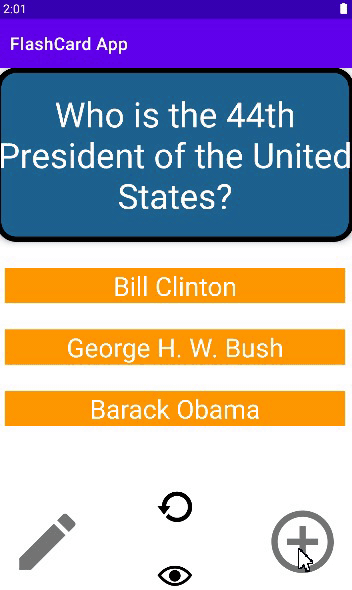 2:01
FlashCard App
Who is the 44th
President of the United
States?
Bill Clinton
George H. W. Bush
Barack Obama